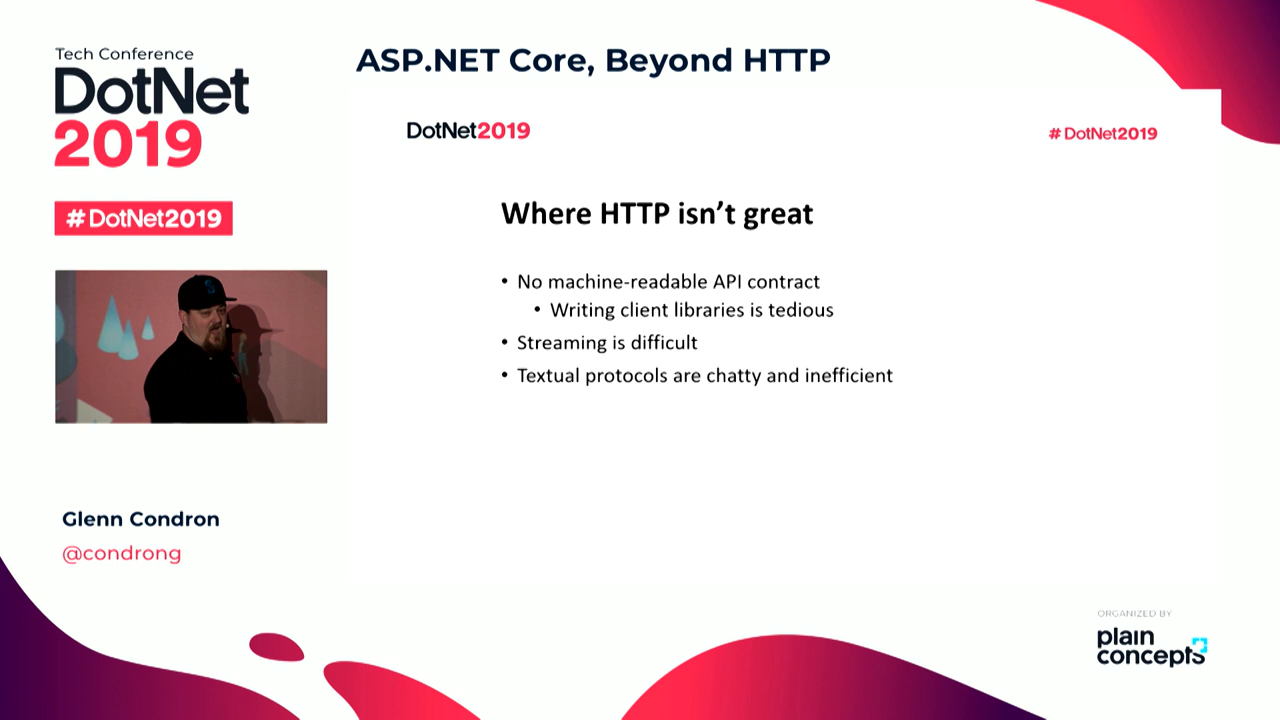 Tech Conference
DotNet
2019
#DotNet2019
Glenn Condron
@condrong
ASP.NET Core, Beyond HTTP
DotNet2019
#DotNet2019
Where HTTP isn’t great
• No machine-readable API contract
• Writing client libraries is tedious
• Streaming is difficult
• Textual protocols are chatty and inefficient
ORGANIZED BY
plain
concepts